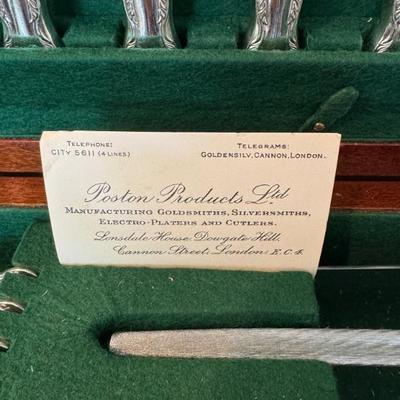 TELEPHONE:
CITY 5611 (4 LINES)
TELEGRAMS:
GOLDENSILV, CANNON, LONDON.
Poston Products Ltd
MANUFACTURING GOLDSMITHS, SILVERSMITHS,
ELECTRO-PLATERS AND CUTLERS.
Lonsdale House, Dowgate Hill,
Cannon Street, London, E.C.4.